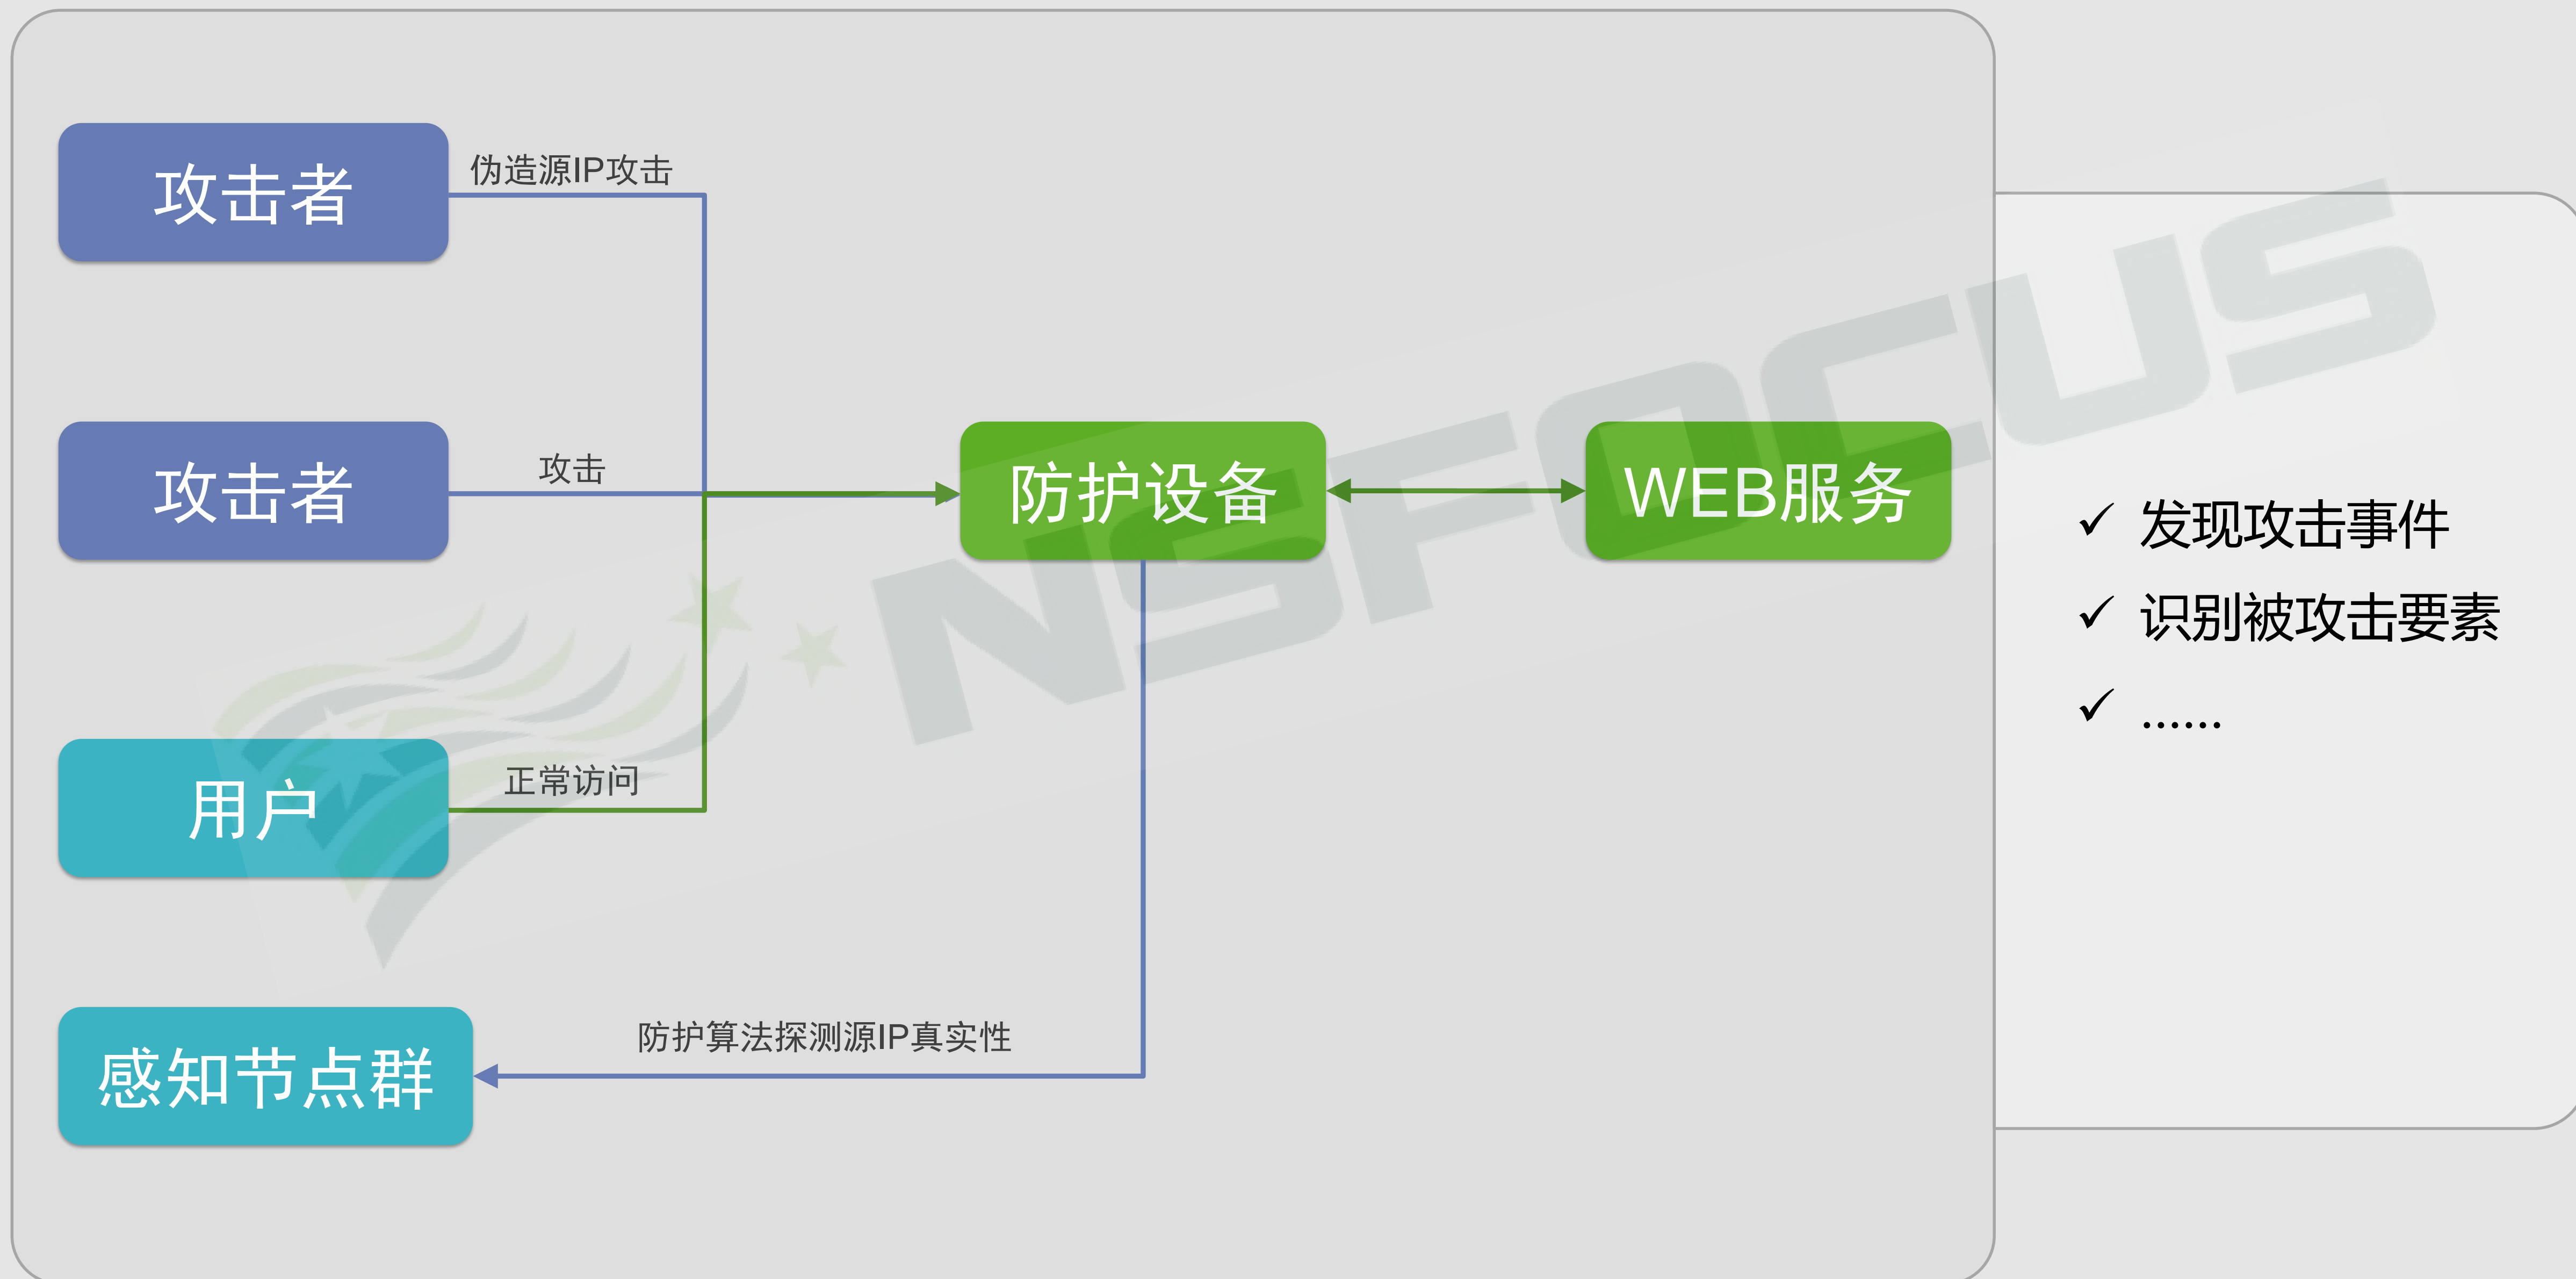 攻击者
伪造源IP攻击
攻击者
攻击
防护设备
WEB服务
用户
正常访问
感知节点群
防护算法探测源IP真实性
✓ 发现攻击事件
✓ 识别被攻击要素
✓ ......
NSFOCUS